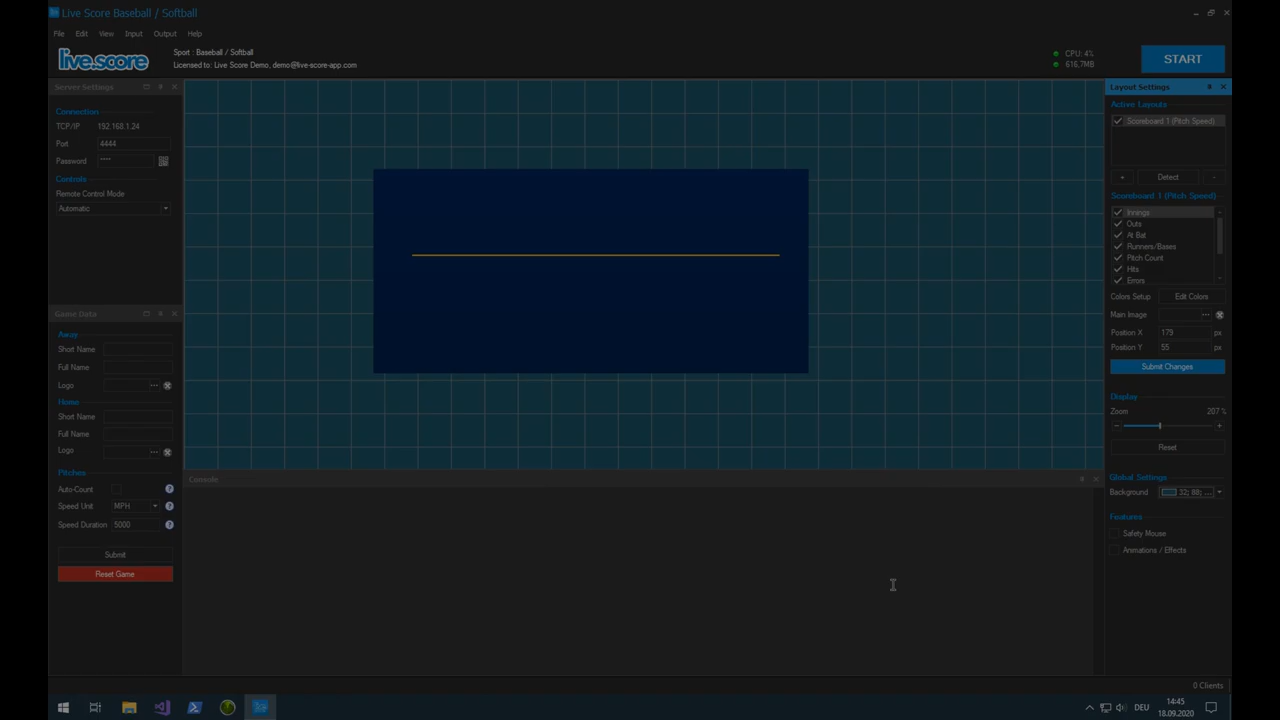 Live Score Baseball / Softball
File Edit View Input Output Help
live.score
Sport : Baseball / Softball
Licensed to: Live Score Demo, demo@live-score-app.com
CPU: 4%
616,7MB
START
Server Settings
Connection
TCP/IP 192.168.1.24
Port 4444
Password ****
Controls
Remote Control Mode
Automatic
Game Data
Away
Short Name
Full Name
Logo ...
Home
Short Name
Full Name
Logo ...
Pitches
Auto-Count ?
Speed Unit MPH ?
Speed Duration 5000 ?
Submit
Reset Game
Console
Layout Settings
Active Layouts
Scoreboard 1 (Pitch Speed)
+ Detect -
Scoreboard 1 (Pitch Speed)
Innings
Outs
At Bat
Runners/Bases
Pitch Count
Hits
Errors
Colors Setup Edit Colors
Main Image ...
Position X 179 px
Position Y 55 px
Submit Changes
Display
Zoom 207 %
Reset
Global Settings
Background 32; 88; ...
Features
Safety Mouse
Animations / Effects
0 Clients
DEU
14:45
18.09.2020